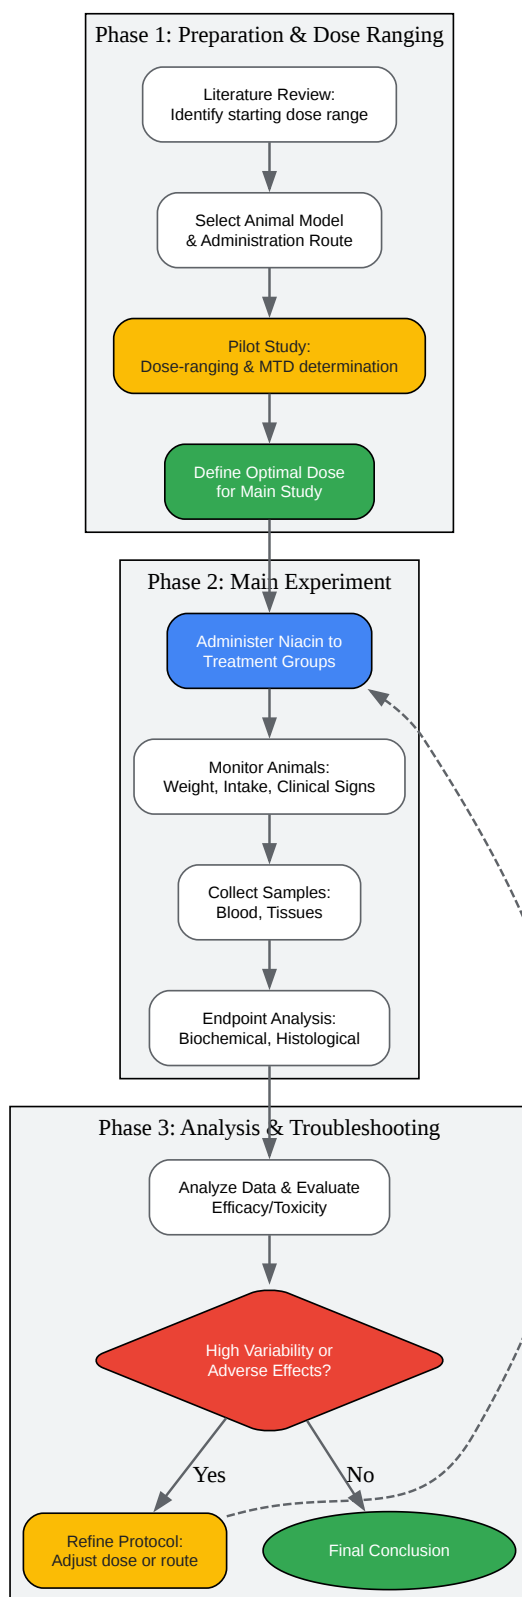 Phase 1: Preparation & Dose Ranging
Literature Review:
Identify starting dose range
Select Animal Model
& Administration Route
Pilot Study:
Dose-ranging & MTD determination
Define Optimal Dose
for Main Study
Phase 2: Main Experiment
Administer Niacin to
Treatment Groups
Monitor Animals:
Weight, Intake, Clinical Signs
Collect Samples:
Blood, Tissues
Endpoint Analysis:
Biochemical, Histological
Phase 3: Analysis & Troubleshooting
Analyze Data & Evaluate
Efficacy/Toxicity
High Variability or
Adverse Effects?
Yes
No
Refine Protocol:
Adjust dose or route
Final Conclusion